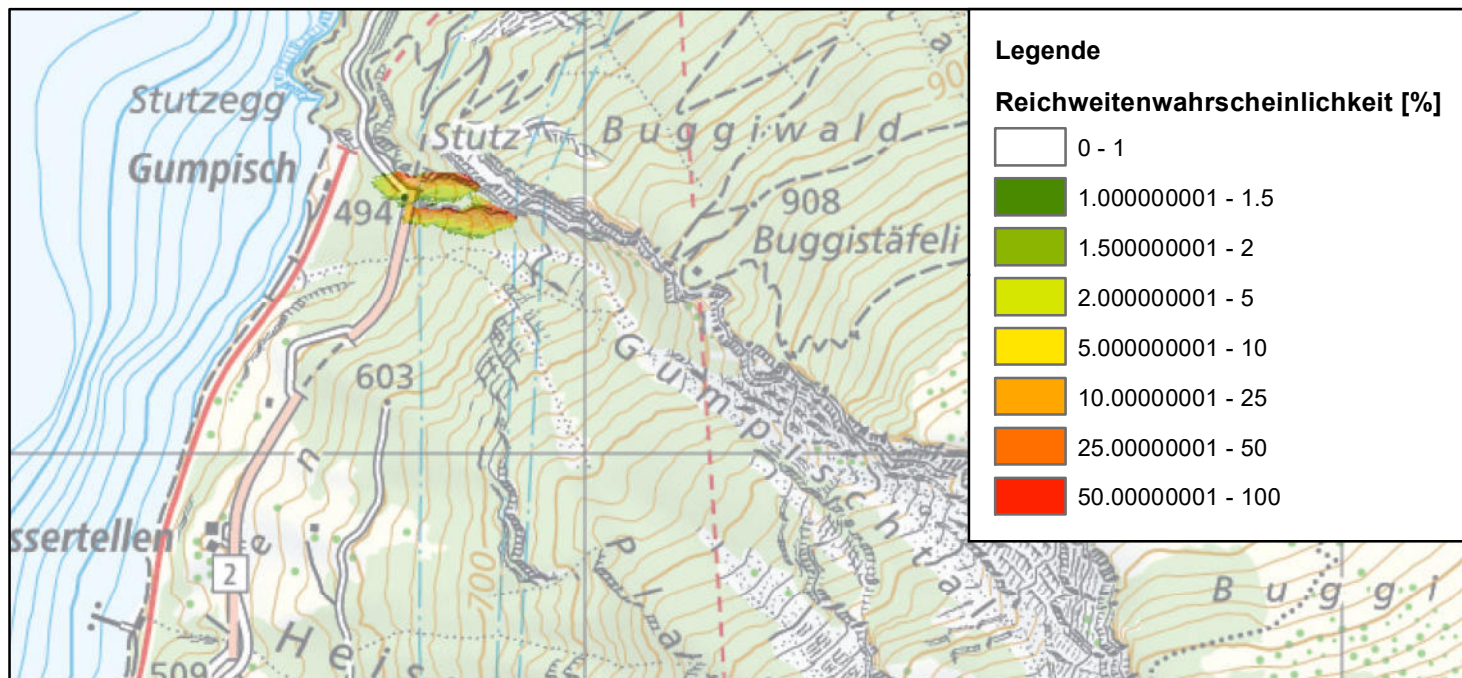 Stutzegg
Gumpisch
Stutz
Buggiwald
494
908
Buggistäfeli
603
Gumpischtal
ssertellen
2
700
509
Heis
Buggi
Legende
Reichweitenwahrscheinlichkeit [%]
0 - 1
1.000000001 - 1.5
1.500000001 - 2
2.000000001 - 5
5.000000001 - 10
10.00000001 - 25
25.00000001 - 50
50.00000001 - 100